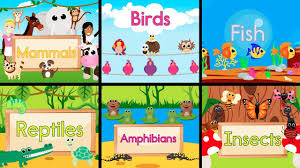 Mammals
Birds
Fish
Reptiles
Amphibians
Insects